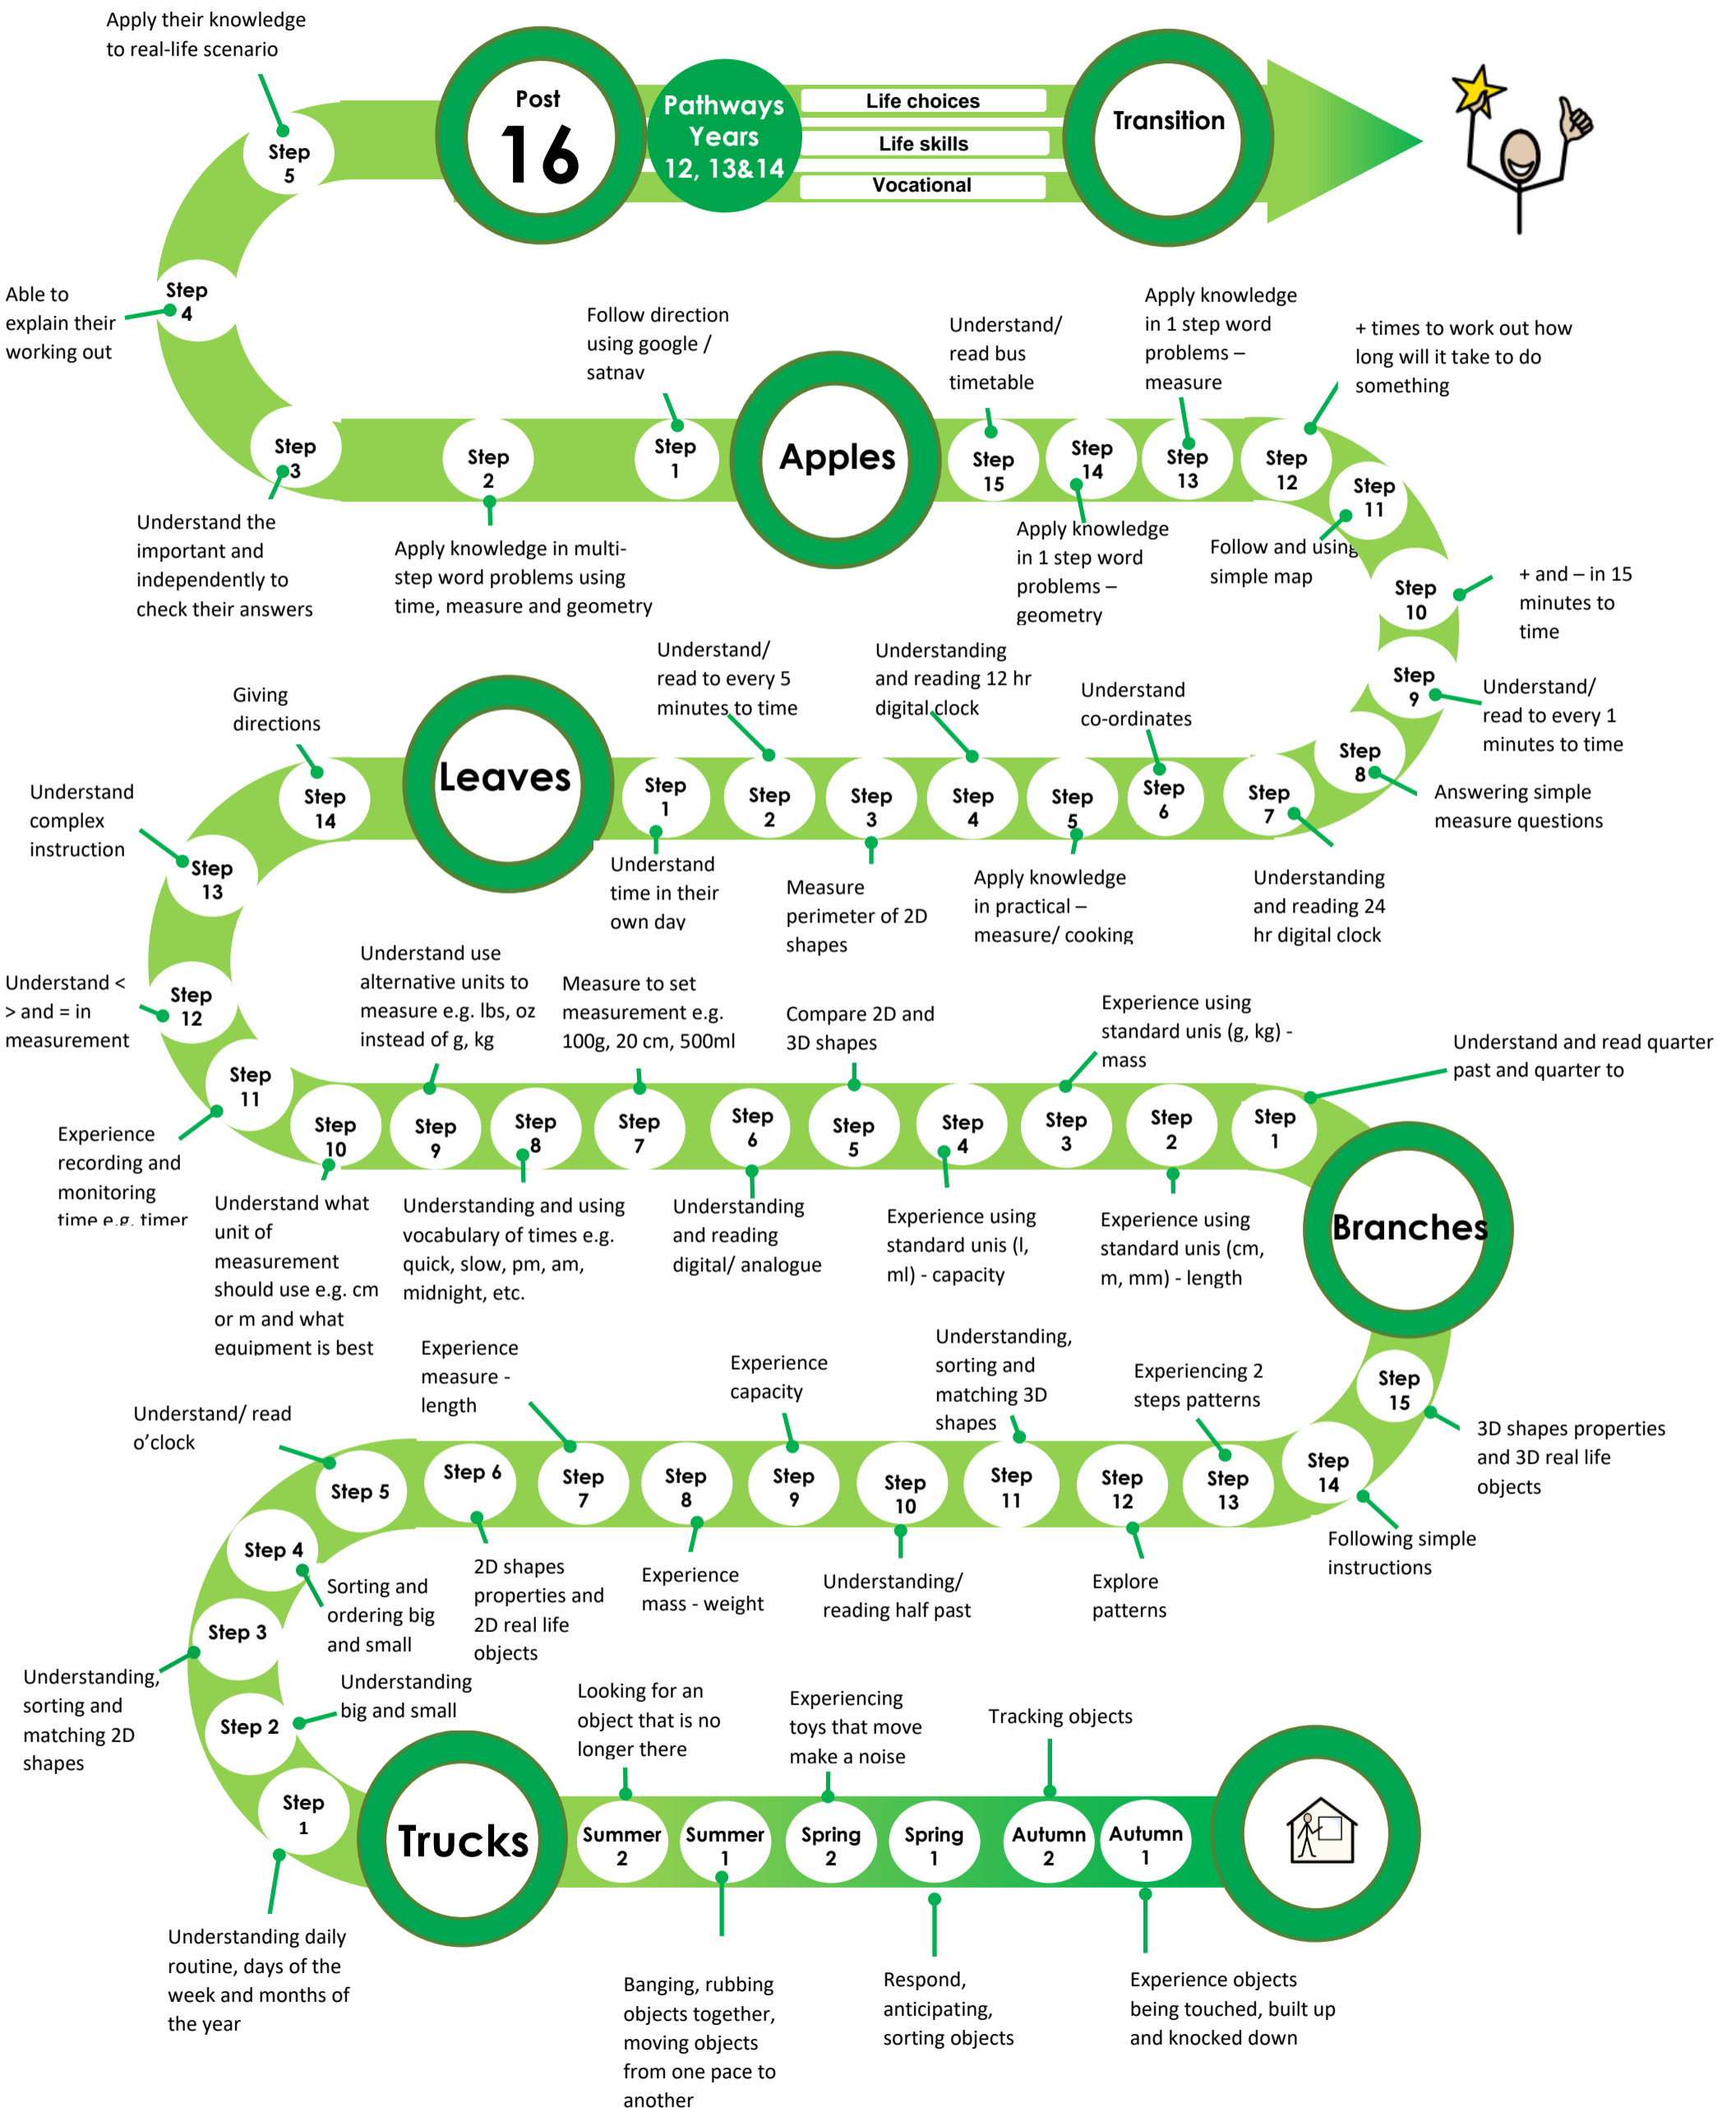 Apply their knowledge
to real-life scenario
Post
16
Pathways
Years
12, 13&14
Life choices
Life skills
Vocational
Transition
Step
5
Able to
explain their
working out
Step
4
Follow direction
using google /
satnav
Understand/
read bus
timetable
Apply knowledge
in 1 step word
problems –
measure
+ times to work out how
long will it take to do
something
Step
3
Step
2
Step
1
Apples
Step
15
Step
14
Step
13
Step
12
Step
11
Understand the
important and
independently to
check their answers
Apply knowledge in multi-
step word problems using
time, measure and geometry
Apply knowledge
in 1 step word
problems –
geometry
Follow and using
simple map
Step
10
+ and – in 15
minutes to
time
Step
9
Understand/
read to every 1
minutes to time
Step
8
Answering simple
measure questions
Giving
directions
Understand/
read to every 5
minutes to time
Understanding
and reading 12 hr
digital clock
Understand
co-ordinates
Understand
complex
instruction
Step
14
Leaves
Step
1
Step
2
Step
3
Step
4
Step
5
Step
6
Step
7
Step
13
Understand
time in their
own day
Measure
perimeter of 2D
shapes
Apply knowledge
in practical –
measure/ cooking
Understanding
and reading 24
hr digital clock
Understand <
> and = in
measurement
Step
12
Understand use
alternative units to
measure e.g. lbs, oz
instead of g, kg
Measure to set
measurement e.g.
100g, 20 cm, 500ml
Compare 2D and
3D shapes
Experience using
standard unis (g, kg) -
mass
Understand and read quarter
past and quarter to
Step
11
Step
10
Step
9
Step
8
Step
7
Step
6
Step
5
Step
4
Step
3
Step
2
Step
1
Experience
recording and
monitoring
time e.g. timer
Understand what
unit of
measurement
should use e.g. cm
or m and what
equipment is best
Understanding and using
vocabulary of times e.g.
quick, slow, pm, am,
midnight, etc.
Understanding
and reading
digital/ analogue
Experience using
standard unis (l,
ml) - capacity
Experience using
standard unis (cm,
m, mm) - length
Branches
Understand/ read
o’clock
Experience
measure -
length
Experience
capacity
Understanding,
sorting and
matching 3D
shapes
Experiencing 2
steps patterns
Step
15
3D shapes properties
and 3D real life
objects
Step 5
Step 6
Step
7
Step
8
Step
9
Step
10
Step
11
Step
12
Step
13
Step
14
Step 4
Sorting and
ordering big
and small
2D shapes
properties and
2D real life
objects
Experience
mass - weight
Understanding/
reading half past
Explore
patterns
Following simple
instructions
Step 3
Understanding,
sorting and
matching 2D
shapes
Step 2
Understanding
big and small
Looking for an
object that is no
longer there
Experiencing
toys that move
make a noise
Tracking objects
Step
1
Trucks
Summer
2
Summer
1
Spring
2
Spring
1
Autumn
2
Autumn
1
Understanding daily
routine, days of the
week and months of
the year
Banging, rubbing
objects together,
moving objects
from one pace to
another
Respond,
anticipating,
sorting objects
Experience objects
being touched, built up
and knocked down